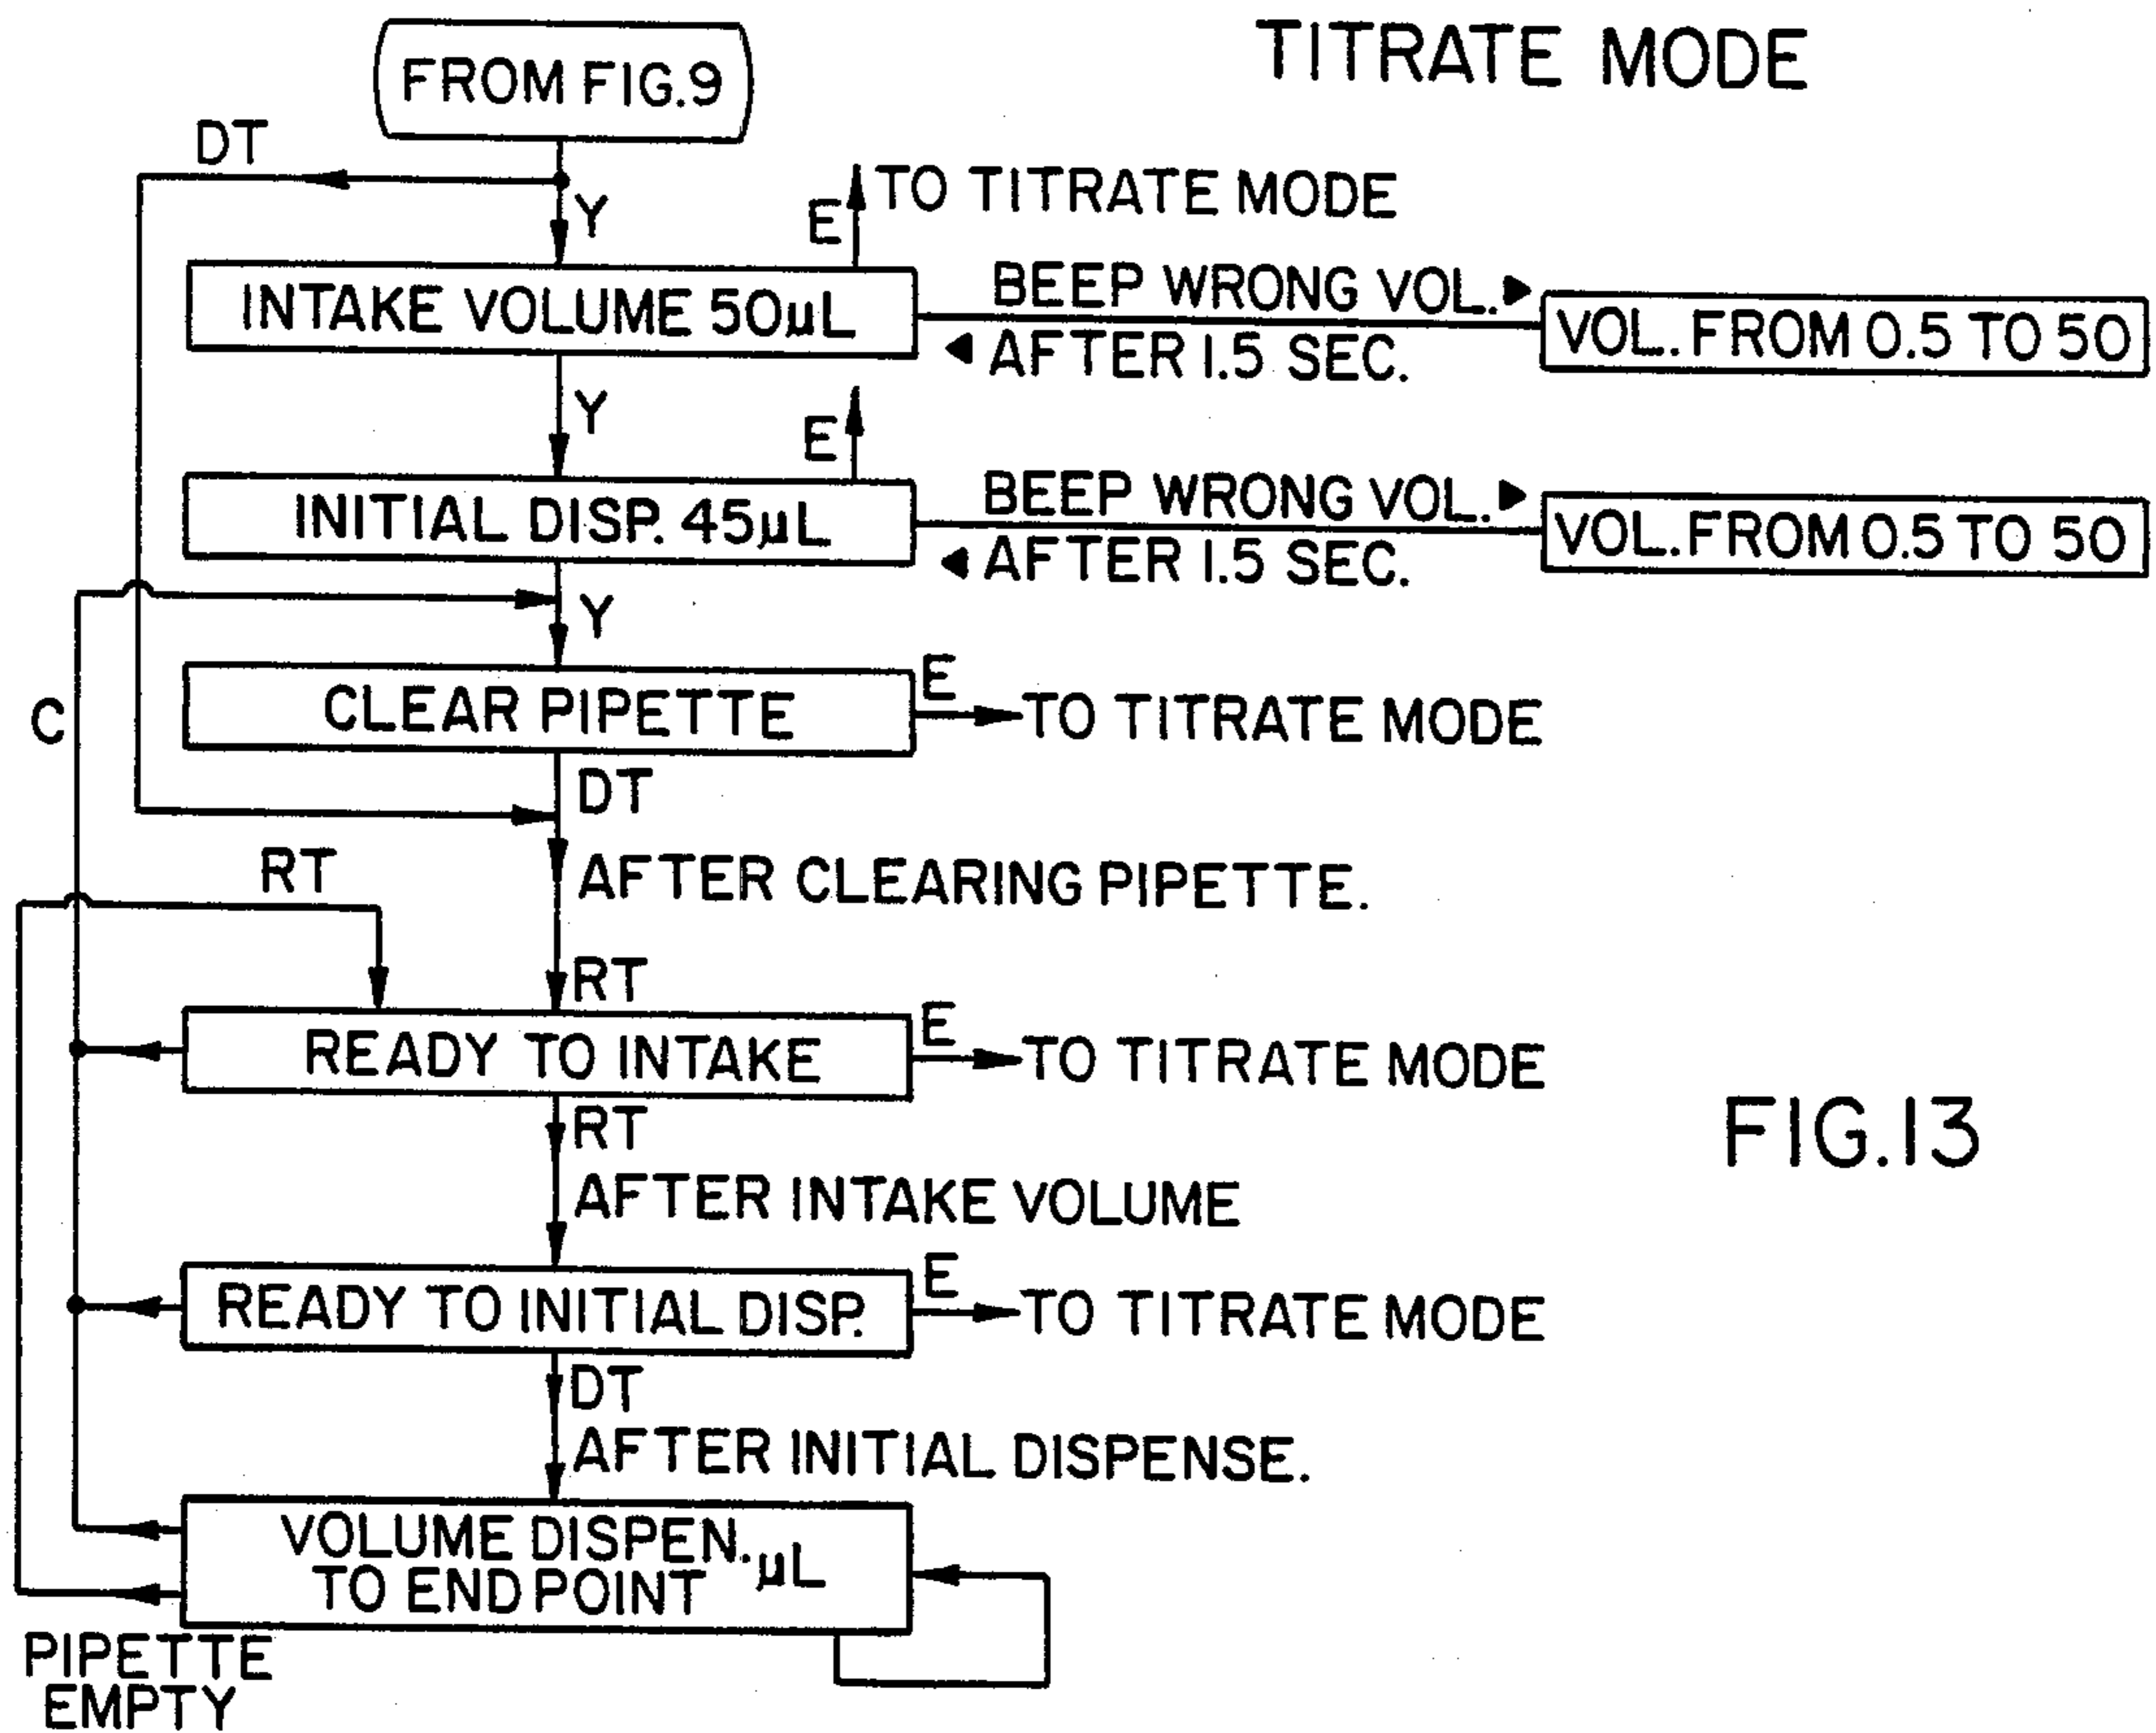 TITRATE MODE
FROM FIG.9
DT
Y
E
TO TITRATE MODE
INTAKE VOLUME 50µL
BEEP WRONG VOL. ►
◄ AFTER 1.5 SEC.
VOL. FROM 0.5 TO 50
Y
E
INITIAL DISP. 45µL
BEEP WRONG VOL. ►
◄ AFTER 1.5 SEC.
VOL. FROM 0.5 TO 50
Y
C
CLEAR PIPETTE
E
TO TITRATE MODE
DT
AFTER CLEARING PIPETTE.
RT
RT
READY TO INTAKE
E
TO TITRATE MODE
FIG.13
RT
AFTER INTAKE VOLUME
READY TO INITIAL DISP.
E
TO TITRATE MODE
DT
AFTER INITIAL DISPENSE.
VOLUME DISPEN. µL
TO END POINT
PIPETTE
EMPTY